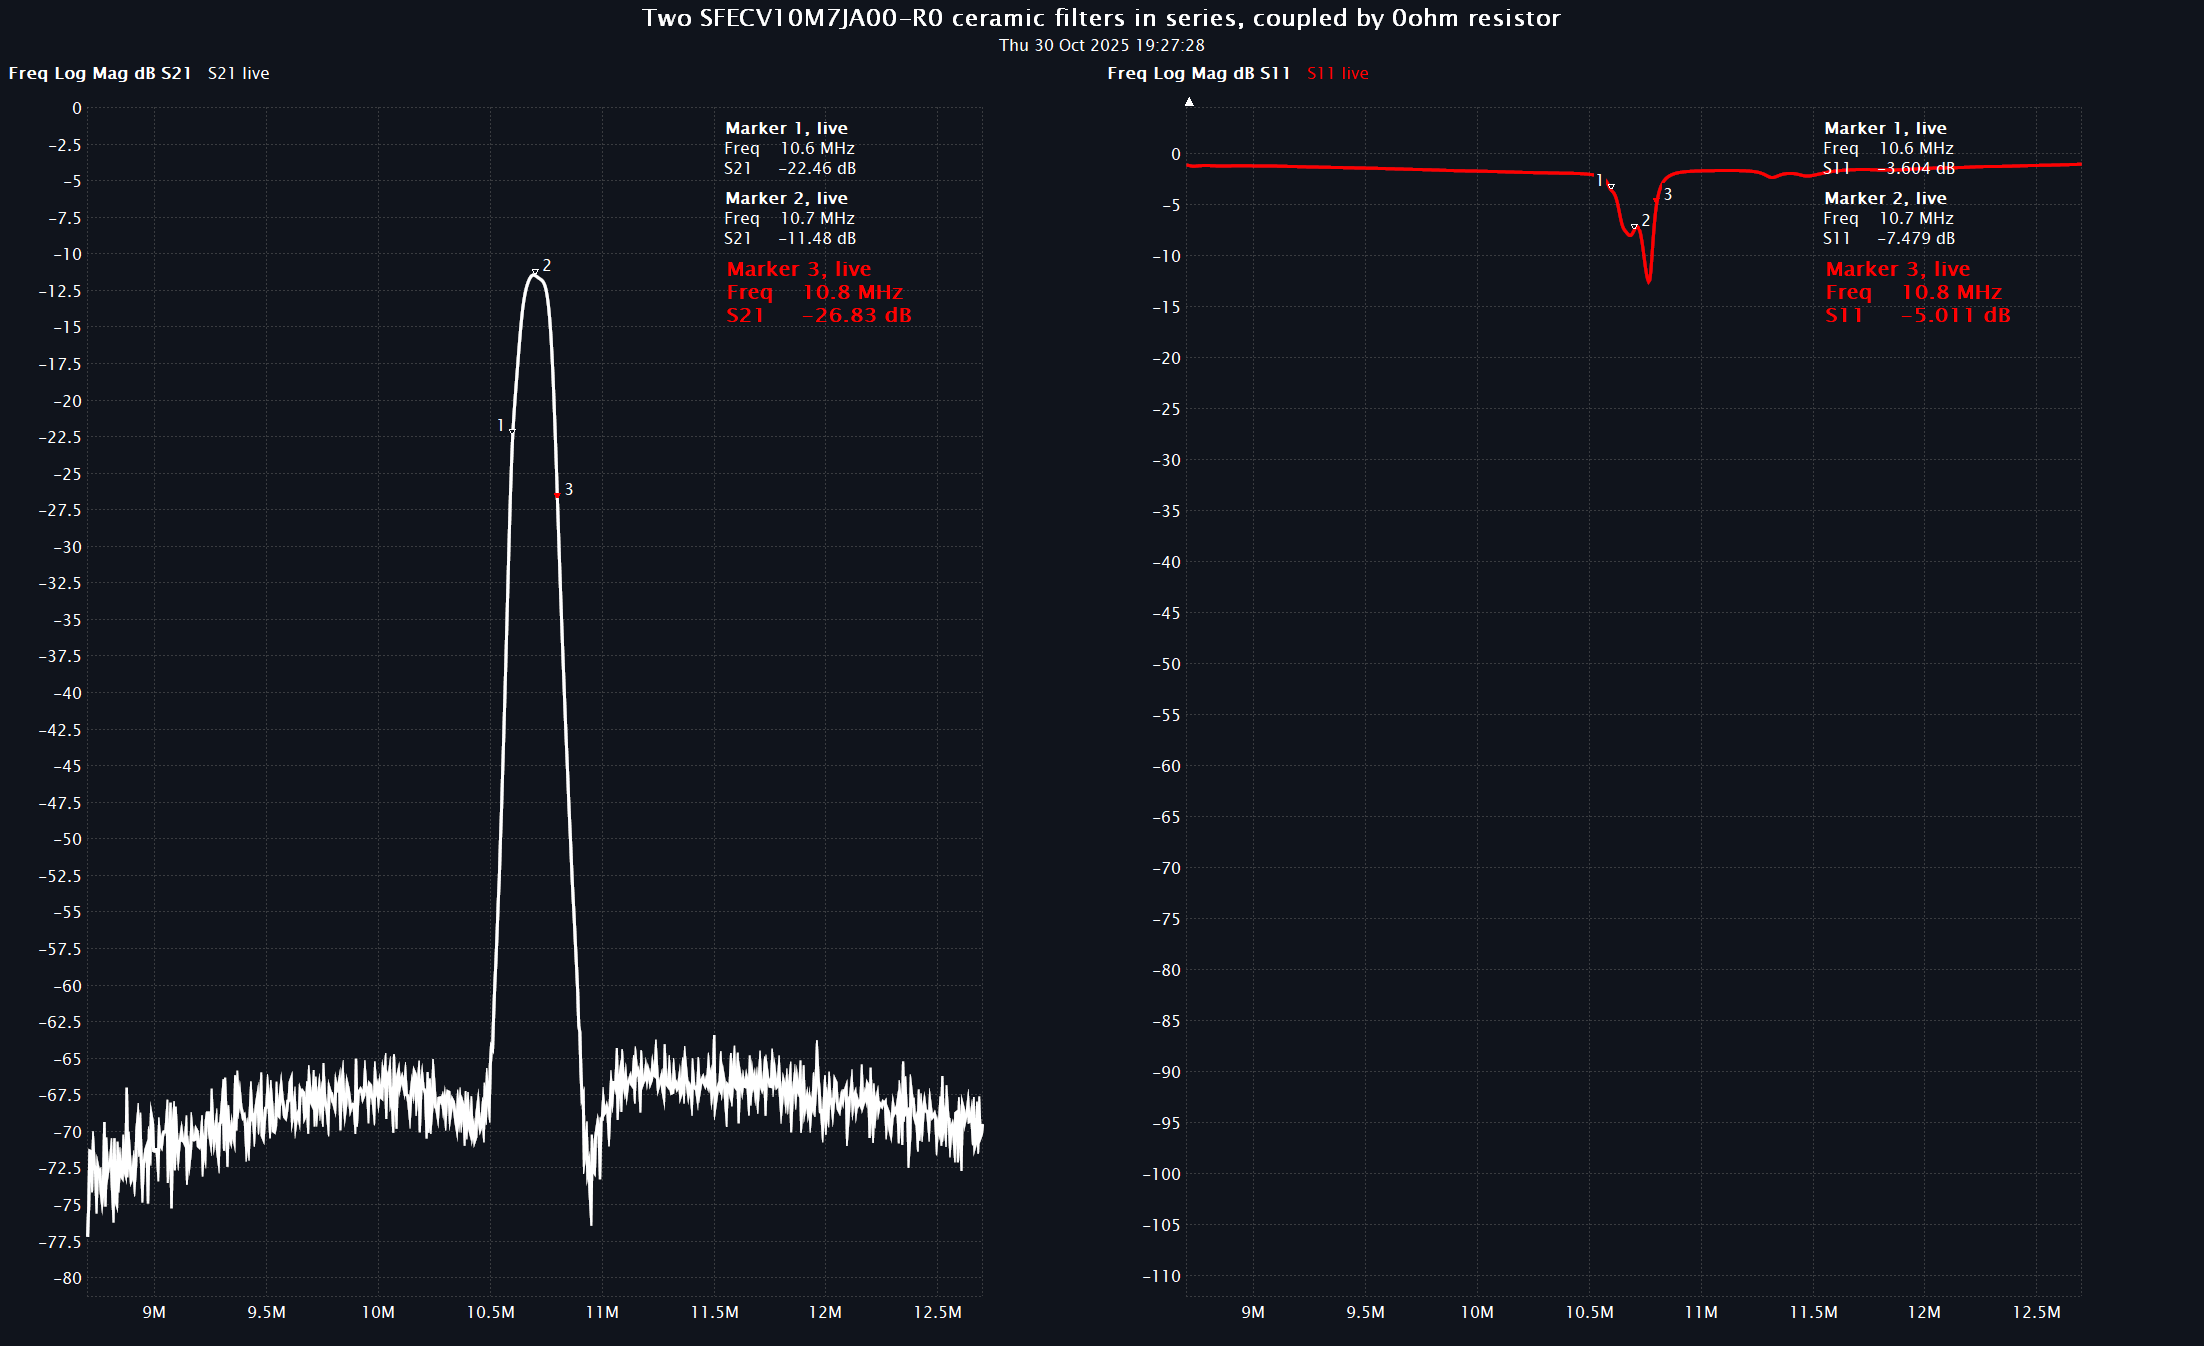 Two SFECV10M7JA00-R0 ceramic filters in series, coupled by 0ohm resistor
Thu 30 Oct 2025 19:27:28
Freq Log Mag dB S21 S21 live
0
-2.5
-5
-7.5
-10
-12.5
-15
-17.5
-20
-22.5
-25
-27.5
-30
-32.5
-35
-37.5
-40
-42.5
-45
-47.5
-50
-52.5
-55
-57.5
-60
-62.5
-65
-67.5
-70
-72.5
-75
-77.5
-80
Marker 1, live
Freq 10.6 MHz
S21 -22.46 dB
Marker 2, live
Freq 10.7 MHz
S21 -11.48 dB
Marker 3, live
Freq 10.8 MHz
S21 -26.83 dB
2
1
3
9M 9.5M 10M 10.5M 11M 11.5M 12M 12.5M
Freq Log Mag dB S11 S11 live
0
-5
-10
-15
-20
-25
-30
-35
-40
-45
-50
-55
-60
-65
-70
-75
-80
-85
-90
-95
-100
-105
-110
Marker 1, live
Freq 10.6 MHz
S11 -3.604 dB
Marker 2, live
Freq 10.7 MHz
S11 -7.479 dB
Marker 3, live
Freq 10.8 MHz
S11 -5.011 dB
1
3
2
9M 9.5M 10M 10.5M 11M 11.5M 12M 12.5M